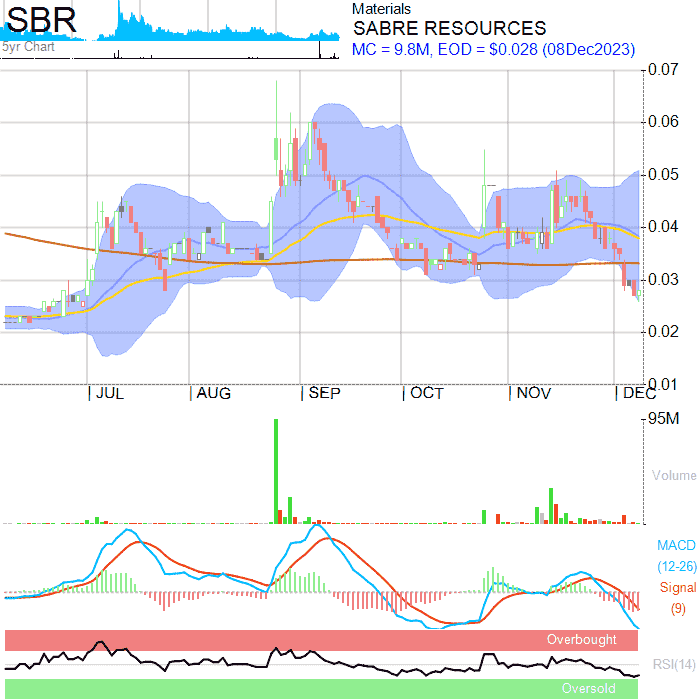 SBR
5yr Chart
Materials
SABRE RESOURCES
MC = 9.8M, EOD = $0.028 (08Dec2023)
0.07
0.06
0.05
0.04
0.03
0.02
0.01
JUL AUG SEP OCT NOV DEC
95M
Volume
MACD
(12-26)
Signal
(9)
Overbought
RSI(14)
Oversold